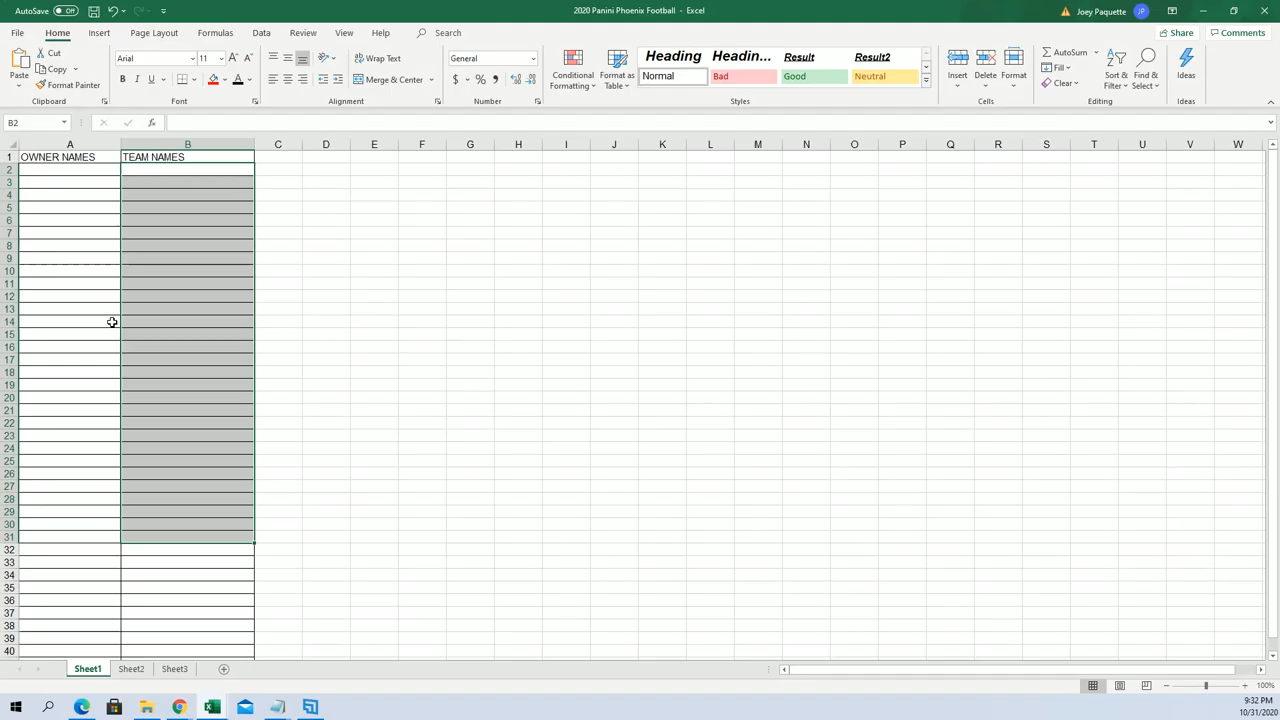 AutoSave Off
2020 Panini Phoenix Football - Excel
Joey Paquette JP
File Home Insert Page Layout Formulas Data Review View Help Search
Share Comments
Paste Cut Copy Format Painter
Clipboard
Arial 11
B I U A A
Font
Wrap Text
Merge & Center
Alignment
General
$ % ,
Number
Conditional Formatting
Format as Table
Heading Headin... Result Result2
Normal Bad Good Neutral
Styles
Insert Delete Format
Cells
AutoSum
Fill
Clear
Sort & Filter
Find & Select
Editing
Ideas
Ideas
B2 fx
A B C D E F G H I J K L M N O P Q R S T U V W
1 OWNER NAMES TEAM NAMES
2
3
4
5
6
7
8
9
10
11
12
13
14
15
16
17
18
19
20
21
22
23
24
25
26
27
28
29
30
31
32
33
34
35
36
37
38
39
40
Sheet1 Sheet2 Sheet3
100%
9:32 PM
10/31/2020